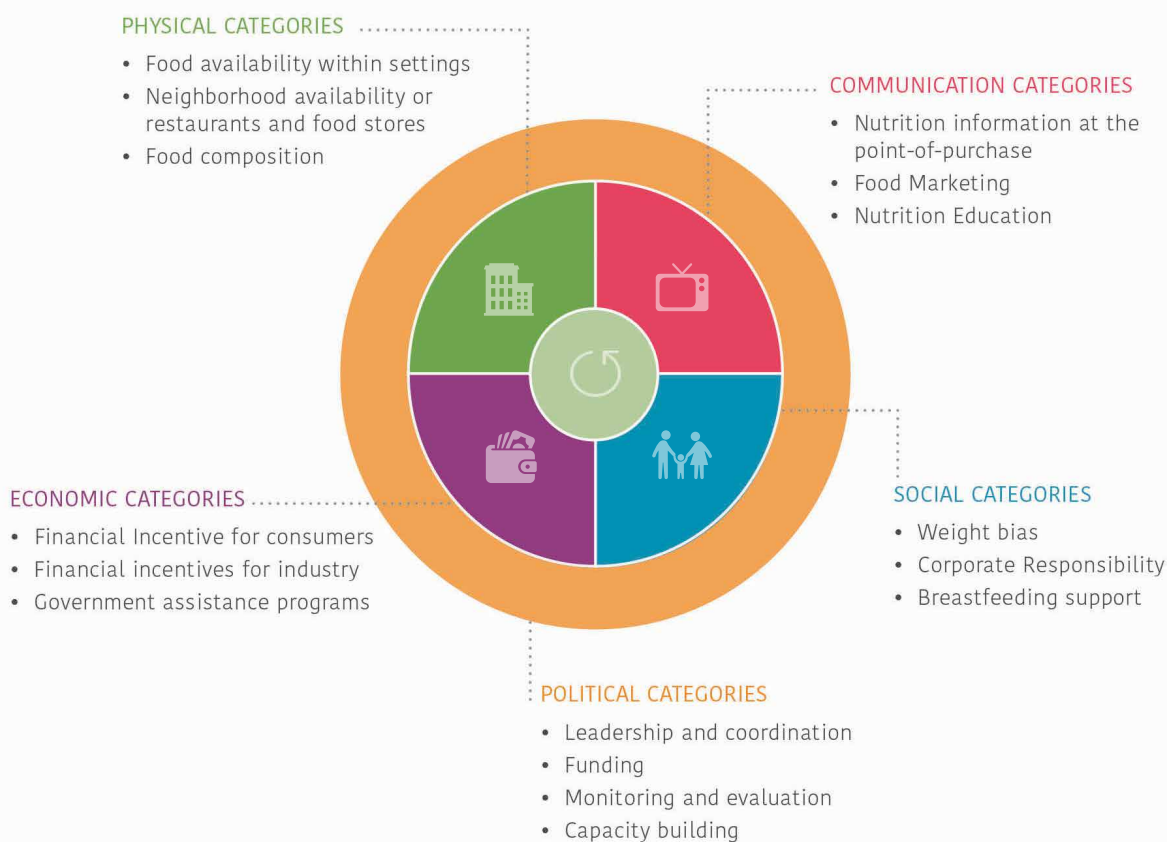 PHYSICAL CATEGORIES
• Food availability within settings
• Neighborhood availability or
restaurants and food stores
• Food composition
COMMUNICATION CATEGORIES
• Nutrition information at the
point-of-purchase
• Food Marketing
• Nutrition Education
ECONOMIC CATEGORIES
• Financial Incentive for consumers
• Financial incentives for industry
• Government assistance programs
SOCIAL CATEGORIES
• Weight bias
• Corporate Responsibility
• Breastfeeding support
POLITICAL CATEGORIES
• Leadership and coordination
• Funding
• Monitoring and evaluation
• Capacity building